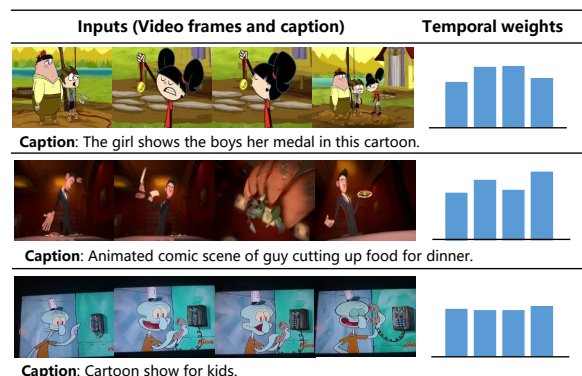 Inputs (Video frames and caption) Temporal weights
Caption: The girl shows the boys her medal in this cartoon.
Caption: Animated comic scene of guy cutting up food for dinner.
Caption: Cartoon show for kids.